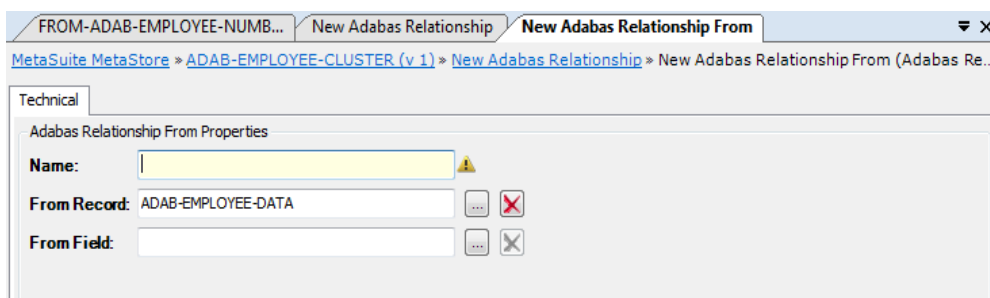 FROM-ADAB-EMPLOYEE-NUMB... New Adabas Relationship New Adabas Relationship From
MetaSuite MetaStore » ADAB-EMPLOYEE-CLUSTER (v 1) » New Adabas Relationship » New Adabas Relationship From (Adabas Re...
Technical
Adabas Relationship From Properties
Name:
From Record: ADAB-EMPLOYEE-DATA ...
From Field: ...